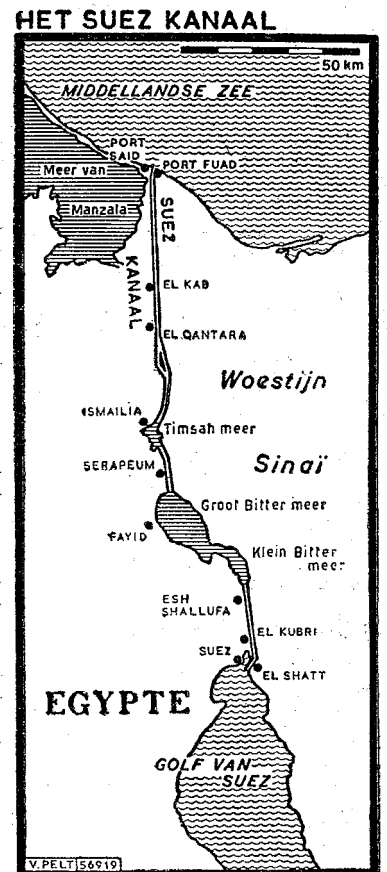 HET SUEZ KANAAL
50 km
MIDDELLANDSE ZEE
PORT
SAID
PORT FUAD
Meer van
Manzala
SUEZ
KANAAL
EL KAB
EL QANTARA
Woestijn
ISMAILIA
Timsah meer
Sinaï
SERAPEUM
Groot Bitter meer
FAYID
Klein Bitter
meer
ESH
SHALLUFA
EL KUBRI
SUEZ
EL SHATT
EGYPTE
GOLF VAN
SUEZ
V.PELT 56919